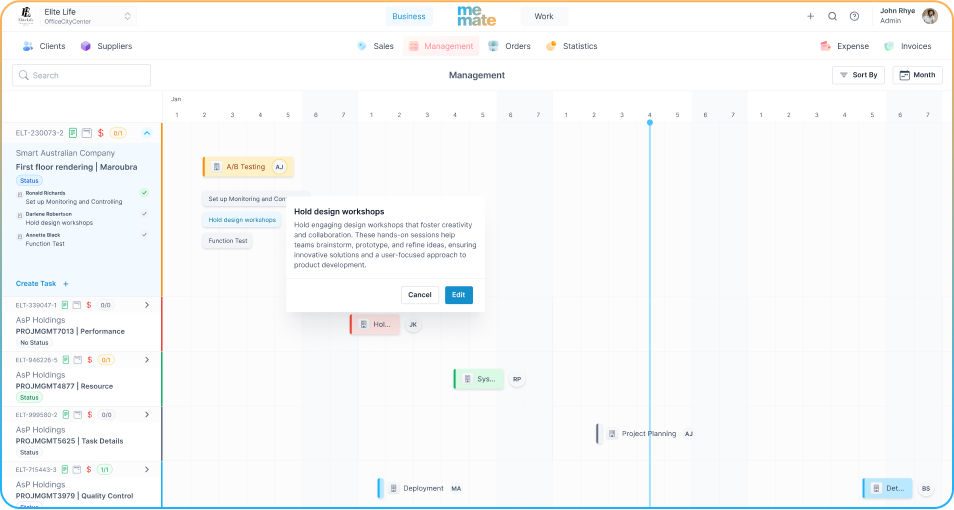 Elite Life
OfficeCityCenter
Business
me mate
Work
John Rhye
Admin
Clients
Suppliers
Sales
Management
Orders
Statistics
Expense
Invoices
Search
Management
Sort By
Month
Jan
1 2 3 4 5 6 7 1 2 3 4 5 6 7 1 2 3 4 5 6 7 1 2 3 4 5 6 7
ELT-230073-2 0/1
Smart Australian Company
First floor rendering | Maroubra
Status
Ronald Richards
Set up Monitoring and Controlling
Darlene Robertson
Hold design workshops
Annette Black
Function Test
Create Task +
A/B Testing AJ
Set up Monitoring and Con
Hold design workshops
Function Test
Hold design workshops
Hold engaging design workshops that foster creativity
and collaboration. These hands-on sessions help
teams brainstorm, prototype, and refine ideas, ensuring
innovative solutions and a user-focused approach to
product development.
Cancel
Edit
ELT-339047-1 0/0
AsP Holdings
PROJMGMT7013 | Performance
No Status
Hol... JK
ELT-946226-5 0/1
AsP Holdings
PROJMGMT4877 | Resource
Status
Sys... RP
ELT-999580-2 0/0
AsP Holdings
PROJMGMT5625 | Task Details
Status
Project Planning AJ
ELT-715443-3 1/1
AsP Holdings
PROJMGMT3979 | Quality Control
Status
Deployment MA
Det... BS